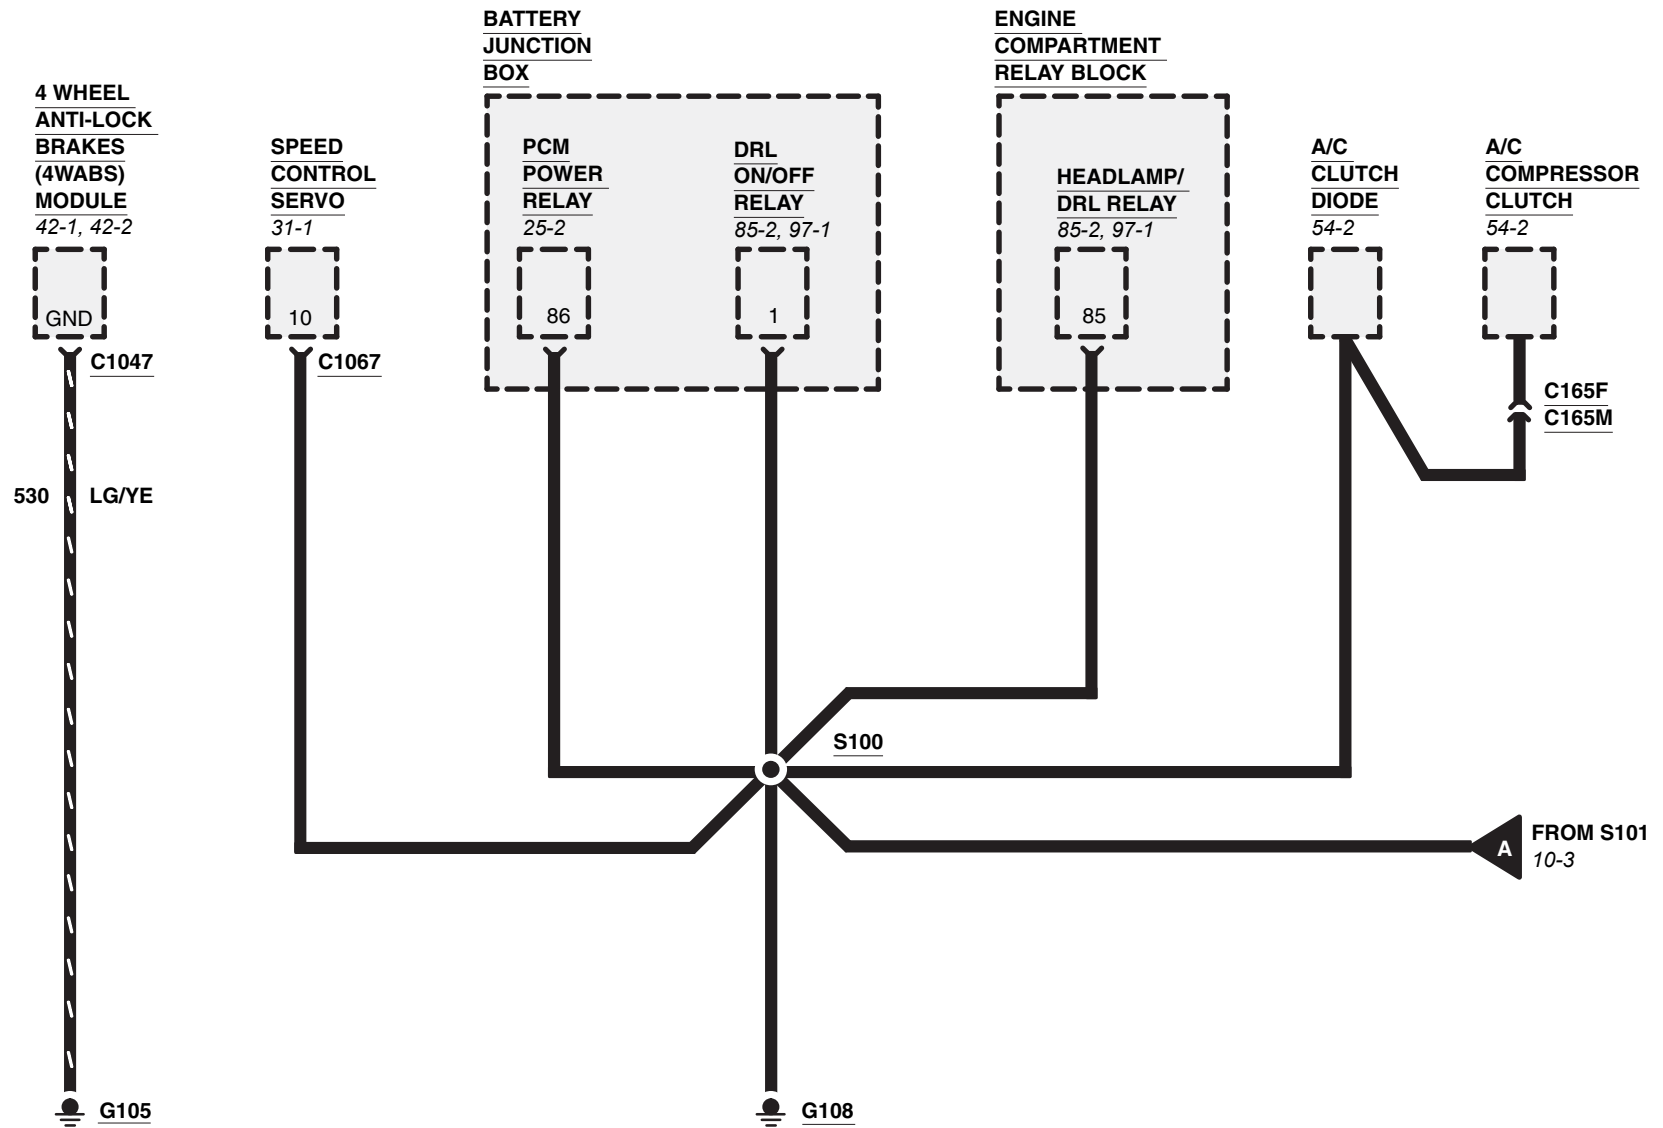 BATTERY
JUNCTION
BOX
ENGINE
COMPARTMENT
RELAY BLOCK
4 WHEEL
ANTI-LOCK
BRAKES
(4WABS)
MODULE
42-1, 42-2
SPEED
CONTROL
SERVO
31-1
PCM
POWER
RELAY
25-2
DRL
ON/OFF
RELAY
85-2, 97-1
HEADLAMP/
DRL RELAY
85-2, 97-1
A/C
CLUTCH
DIODE
54-2
A/C
COMPRESSOR
CLUTCH
54-2
GND
10
86
1
85
C1047
C1067
C165F
C165M
530
LG/YE
S100
A
FROM S101
10-3
G105
G108